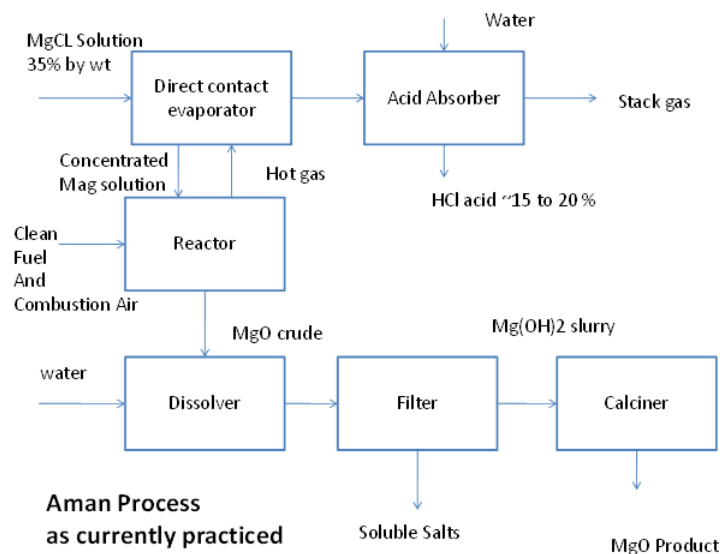 Water
MgCL Solution
35% by wt
Direct contact
evaporator
Acid Absorber
Stack gas
Concentrated
Mag solution
Hot gas
HCl acid ~15 to 20 %
Clean
Fuel
And
Combustion Air
Reactor
MgO crude
Mg(OH)2 slurry
water
Dissolver
Filter
Calciner
Aman Process
as currently practiced
Soluble Salts
MgO Product